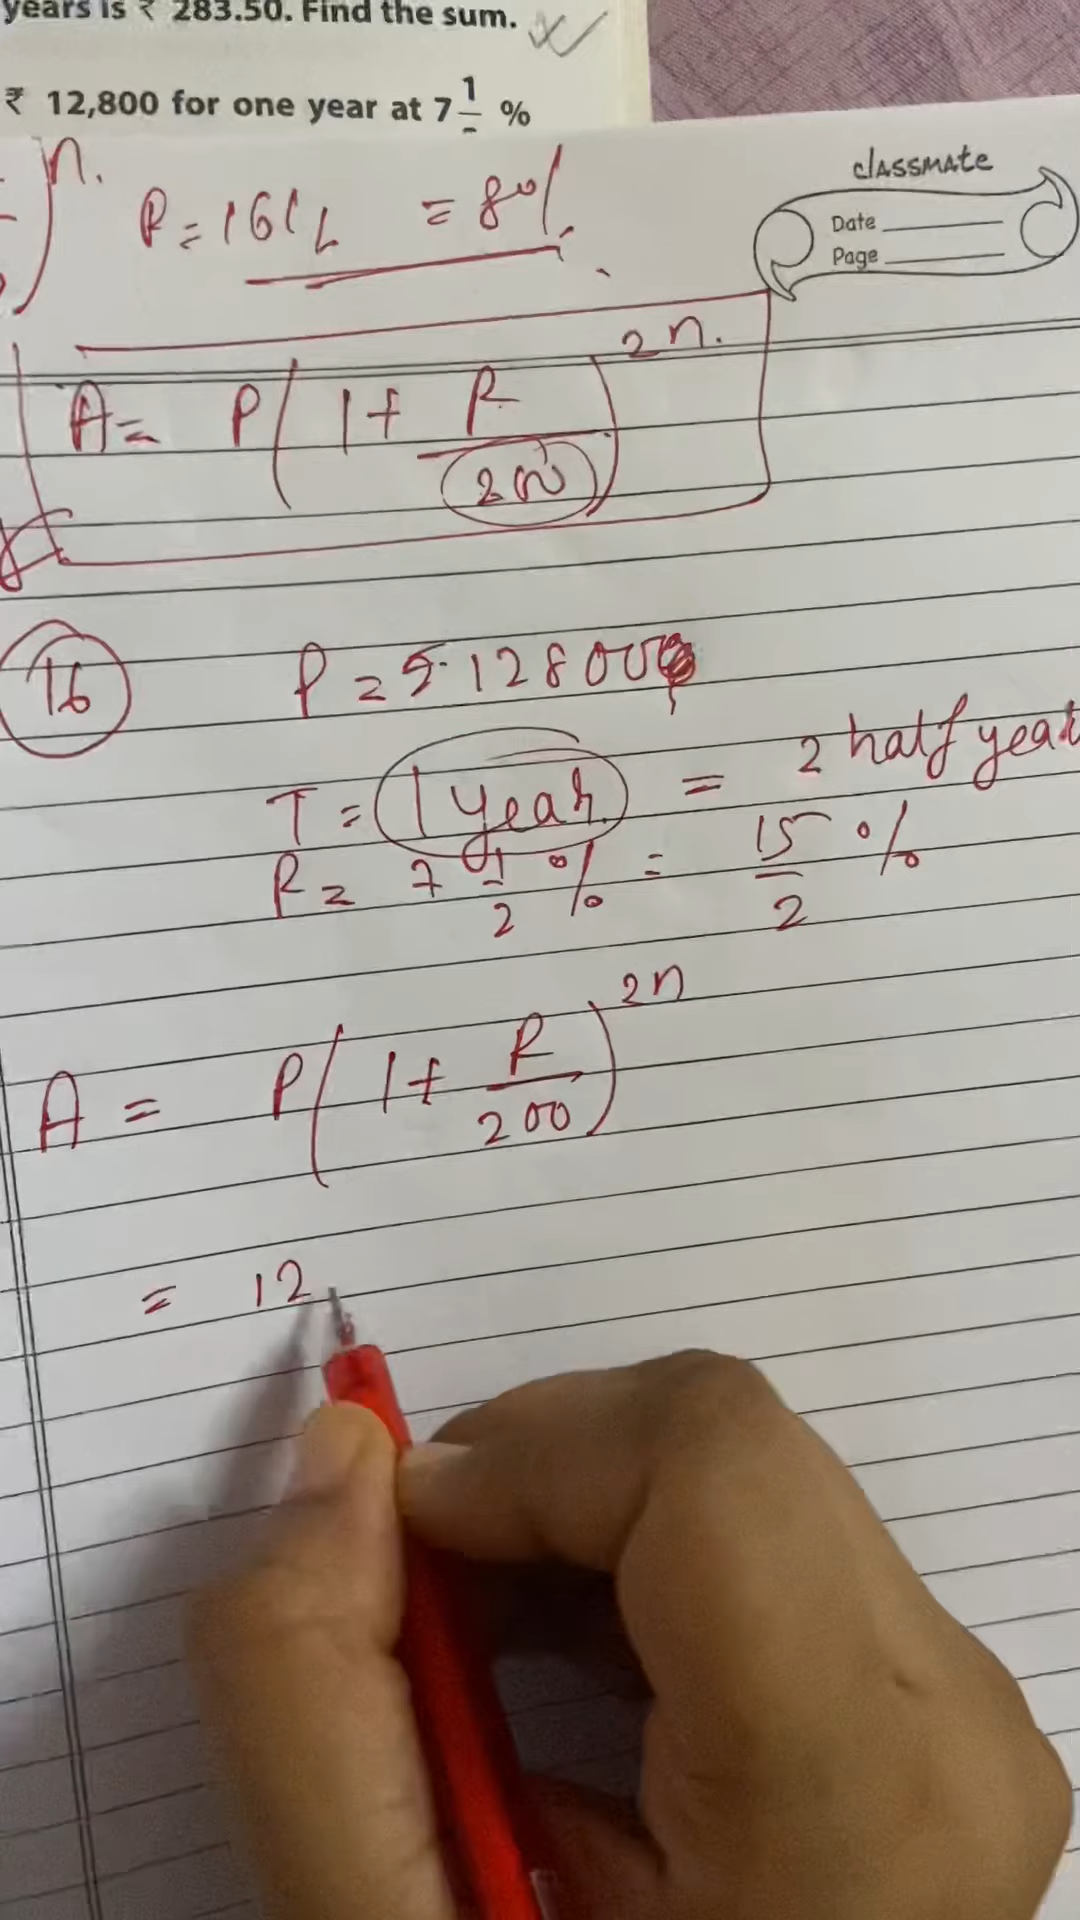 years is ₹ 283.50. Find the sum.
₹ 12,800 for one year at 7 1/ %
classmate
Date
Page
)n. R = 16% = 8%.
A = P(1 + R/200)2n.
16 P = 12800
T = 1 year. = 2 half year
R = 7 1/2 % = 15/2 %
A = P(1 + R/200)2n
= 12